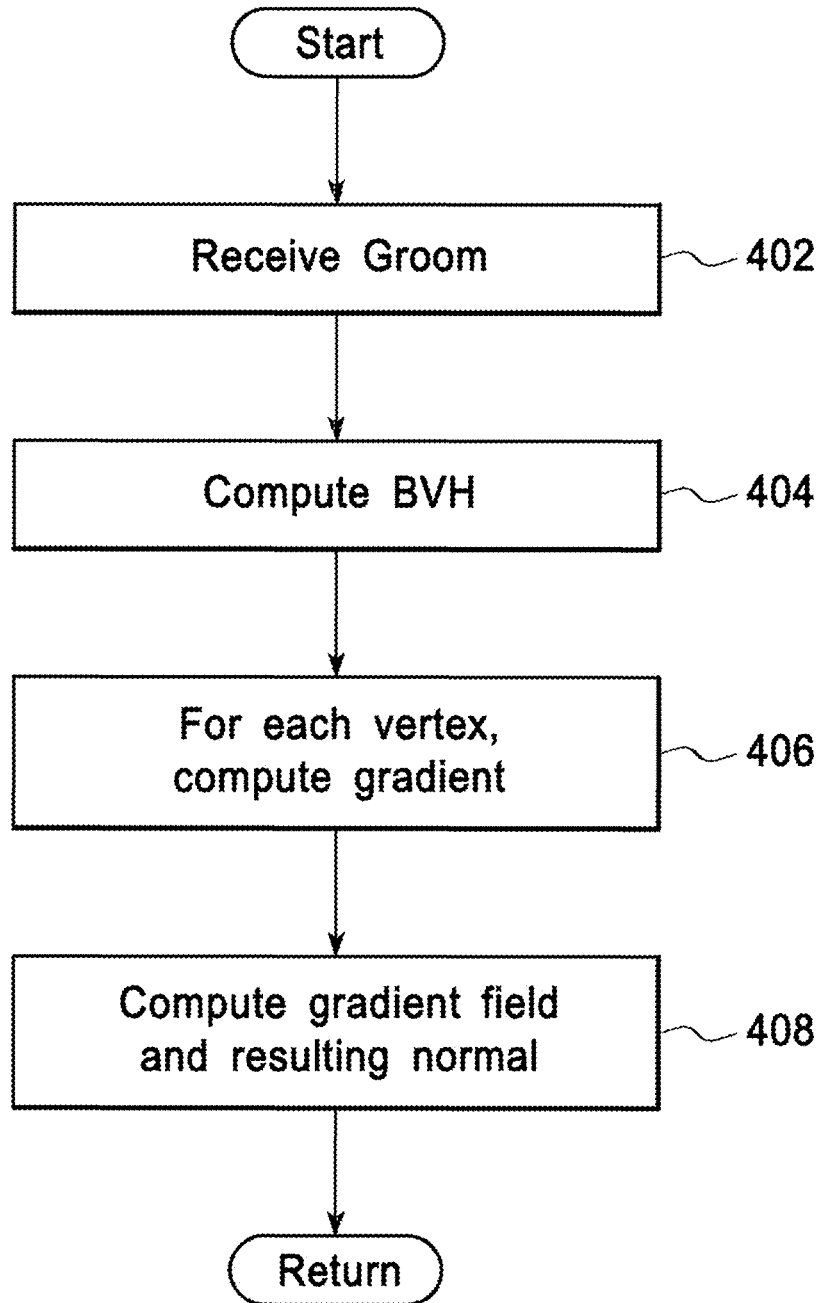 Start
Receive Groom
402
Compute BVH
404
For each vertex,
compute gradient
406
Compute gradient field
and resulting normal
408
Return